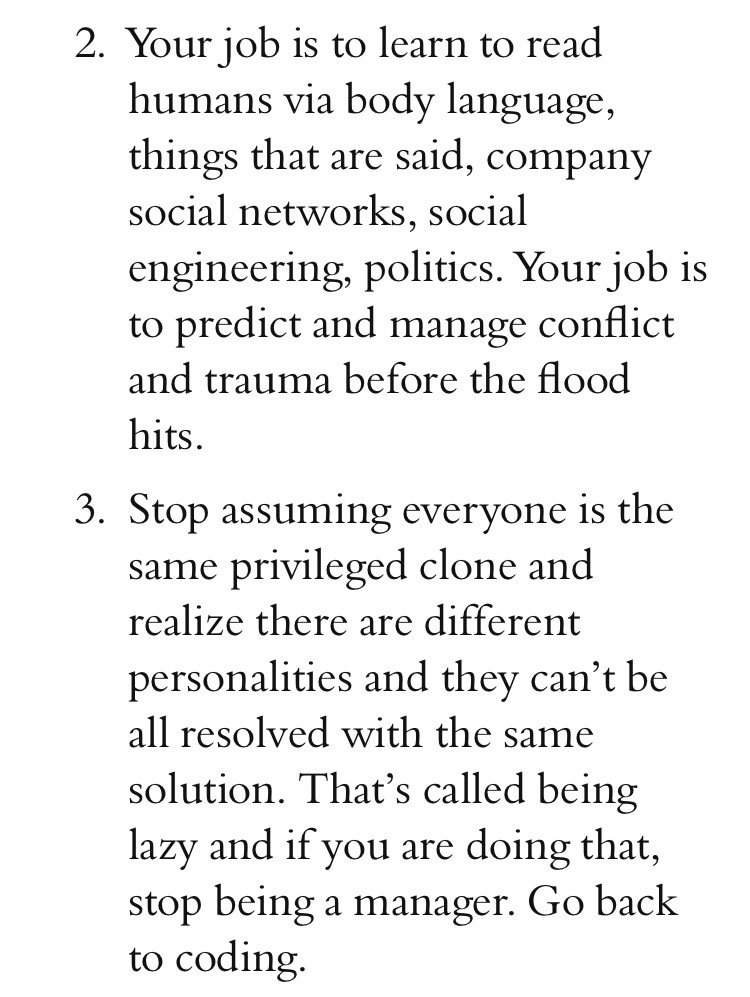 2. Your job is to learn to read
humans via body language,
things that are said, company
social networks, social
engineering, politics. Your job is
to predict and manage conflict
and trauma before the flood
hits.
3. Stop assuming everyone is the
same privileged clone and
realize there are different
personalities and they can’t be
all resolved with the same
solution. That’s called being
lazy and if you are doing that,
stop being a manager. Go back
to coding.